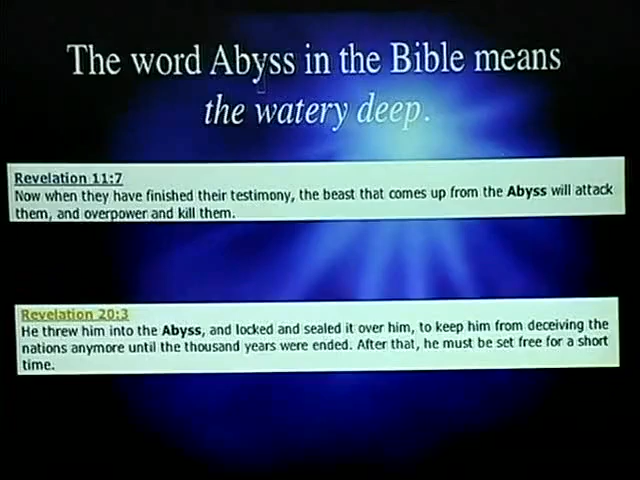 The word Abyss in the Bible means
the watery deep.
Revelation 11:7
Now when they have finished their testimony, the beast that comes up from the Abyss will attack
them, and overpower and kill them.
Revelation 20:3
He threw him into the Abyss, and locked and sealed it over him, to keep him from deceiving the
nations anymore until the thousand years were ended. After that, he must be set free for a short
time.